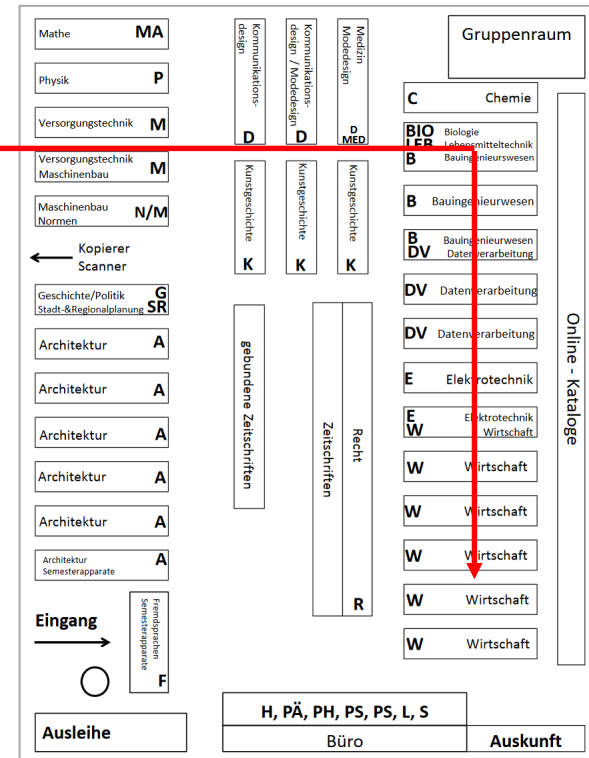 Mathe MA
Physik P
Versorgungstechnik M
Versorgungstechnik
Maschinenbau M
Maschinenbau
Normen N/M
Kopierer
Scanner
Geschichte/Politik G
Stadt-&Regionalplanung SR
Architektur A
Architektur A
Architektur A
Architektur A
Architektur A
Architektur
Semesterapparate A
Eingang
Fremdsprachen
Semesterapparate
F
Ausleihe
Kommunikations-
design
D
Kommunikations-
design / Modedesign
D
Medizin
Modedesign
D
MED
Kunstgeschichte
K
Kunstgeschichte
K
Kunstgeschichte
K
gebundene Zeitschriften
Zeitschriften
Recht
R
Gruppenraum
C Chemie
BIO Biologie
LEB Lebensmitteltechnik
B Bauingenieurswesen
B Bauingenieurwesen
B Bauingenieurwesen
DV Datenverarbeitung
DV Datenverarbeitung
DV Datenverarbeitung
E Elektrotechnik
E Elektrotechnik
W Wirtschaft
W Wirtschaft
W Wirtschaft
W Wirtschaft
W Wirtschaft
W Wirtschaft
Online - Kataloge
H, PÄ, PH, PS, PS, L, S
Büro
Auskunft